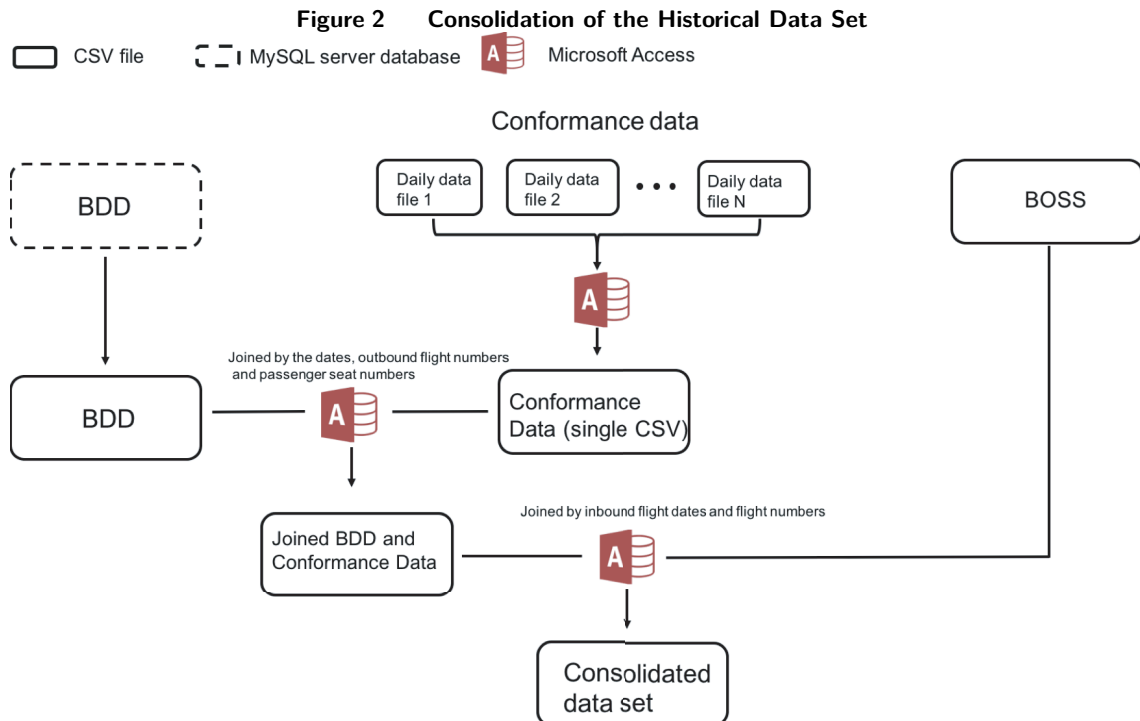 Figure 2 Consolidation of the Historical Data Set
CSV file
MySQL server database
A
Microsoft Access
Conformance data
BDD
Daily data
file 1
Daily data
file 2
• • •
Daily data
file N
BOSS
A
Joined by the dates, outbound flight numbers
and passenger seat numbers
BDD
A
Conformance
Data (single CSV)
Joined by inbound flight dates and flight numbers
Joined BDD and
Conformance Data
A
Consolidated
data set